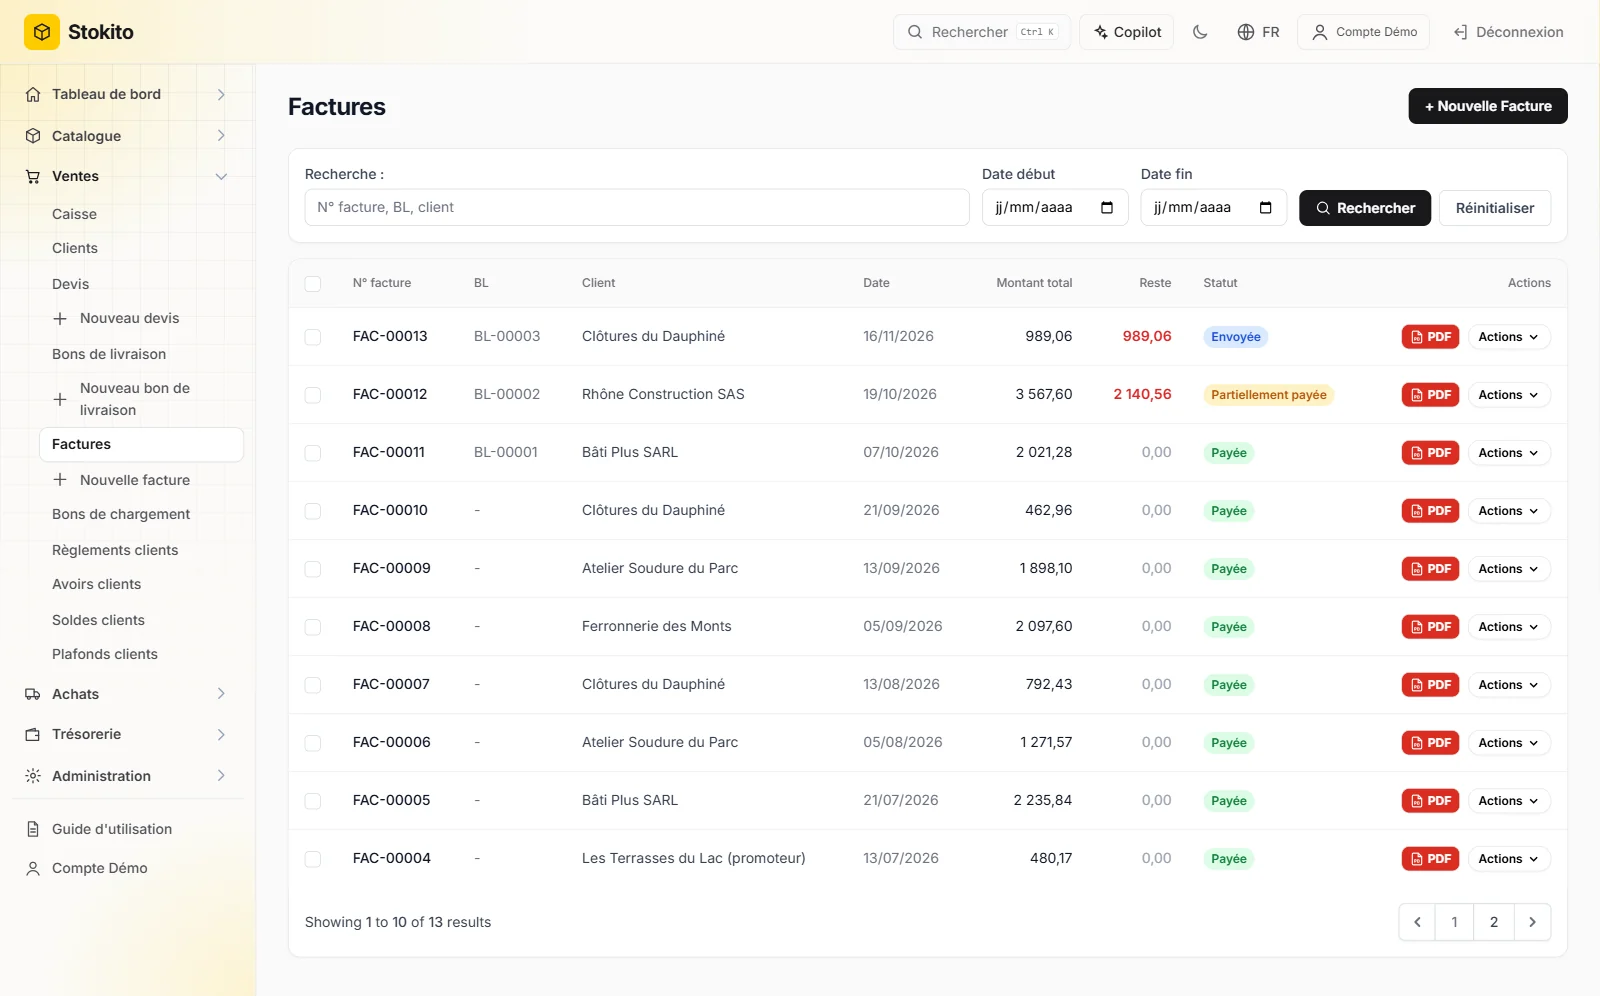 Stokito
Rechercher Ctrl K
Copilot
FR
Compte Démo
Déconnexion
Tableau de bord
Catalogue
Ventes
Caisse
Clients
Devis
+ Nouveau devis
Bons de livraison
+ Nouveau bon de
livraison
Factures
+ Nouvelle facture
Bons de chargement
Règlements clients
Avoirs clients
Soldes clients
Plafonds clients
Achats
Trésorerie
Administration
Guide d'utilisation
Compte Démo
Factures
+ Nouvelle Facture
Recherche :
N° facture, BL, client
Date début
jj/mm/aaaa
Date fin
jj/mm/aaaa
Rechercher
Réinitialiser
N° facture BL Client Date Montant total Reste Statut Actions
FAC-00013 BL-00003 Clôtures du Dauphiné 16/11/2026 989,06 989,06 Envoyée PDF Actions
FAC-00012 BL-00002 Rhône Construction SAS 19/10/2026 3 567,60 2 140,56 Partiellement payée PDF Actions
FAC-00011 BL-00001 Bâti Plus SARL 07/10/2026 2 021,28 0,00 Payée PDF Actions
FAC-00010 - Clôtures du Dauphiné 21/09/2026 462,96 0,00 Payée PDF Actions
FAC-00009 - Atelier Soudure du Parc 13/09/2026 1 898,10 0,00 Payée PDF Actions
FAC-00008 - Ferronnerie des Monts 05/09/2026 2 097,60 0,00 Payée PDF Actions
FAC-00007 - Clôtures du Dauphiné 13/08/2026 792,43 0,00 Payée PDF Actions
FAC-00006 - Atelier Soudure du Parc 05/08/2026 1 271,57 0,00 Payée PDF Actions
FAC-00005 - Bâti Plus SARL 21/07/2026 2 235,84 0,00 Payée PDF Actions
FAC-00004 - Les Terrasses du Lac (promoteur) 13/07/2026 480,17 0,00 Payée PDF Actions
Showing 1 to 10 of 13 results
1 2